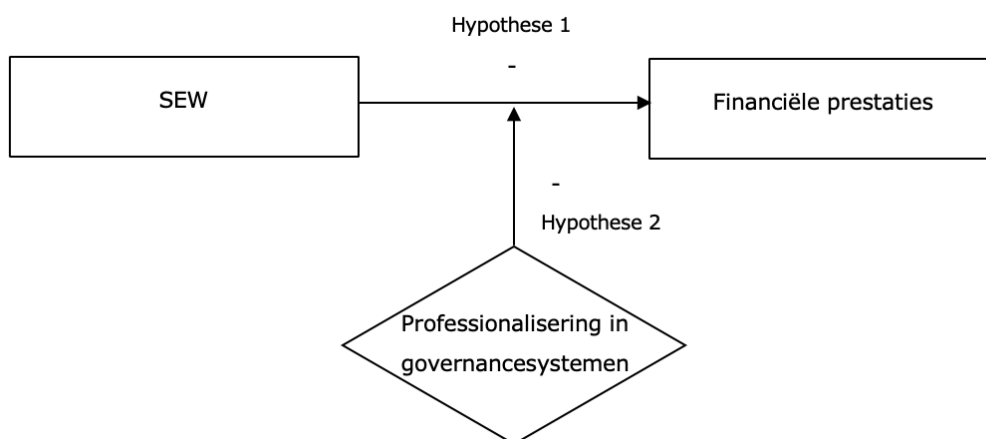 Hypothese 1
-
SEW
Financiële prestaties
-
Hypothese 2
Professionalisering in
governancesystemen